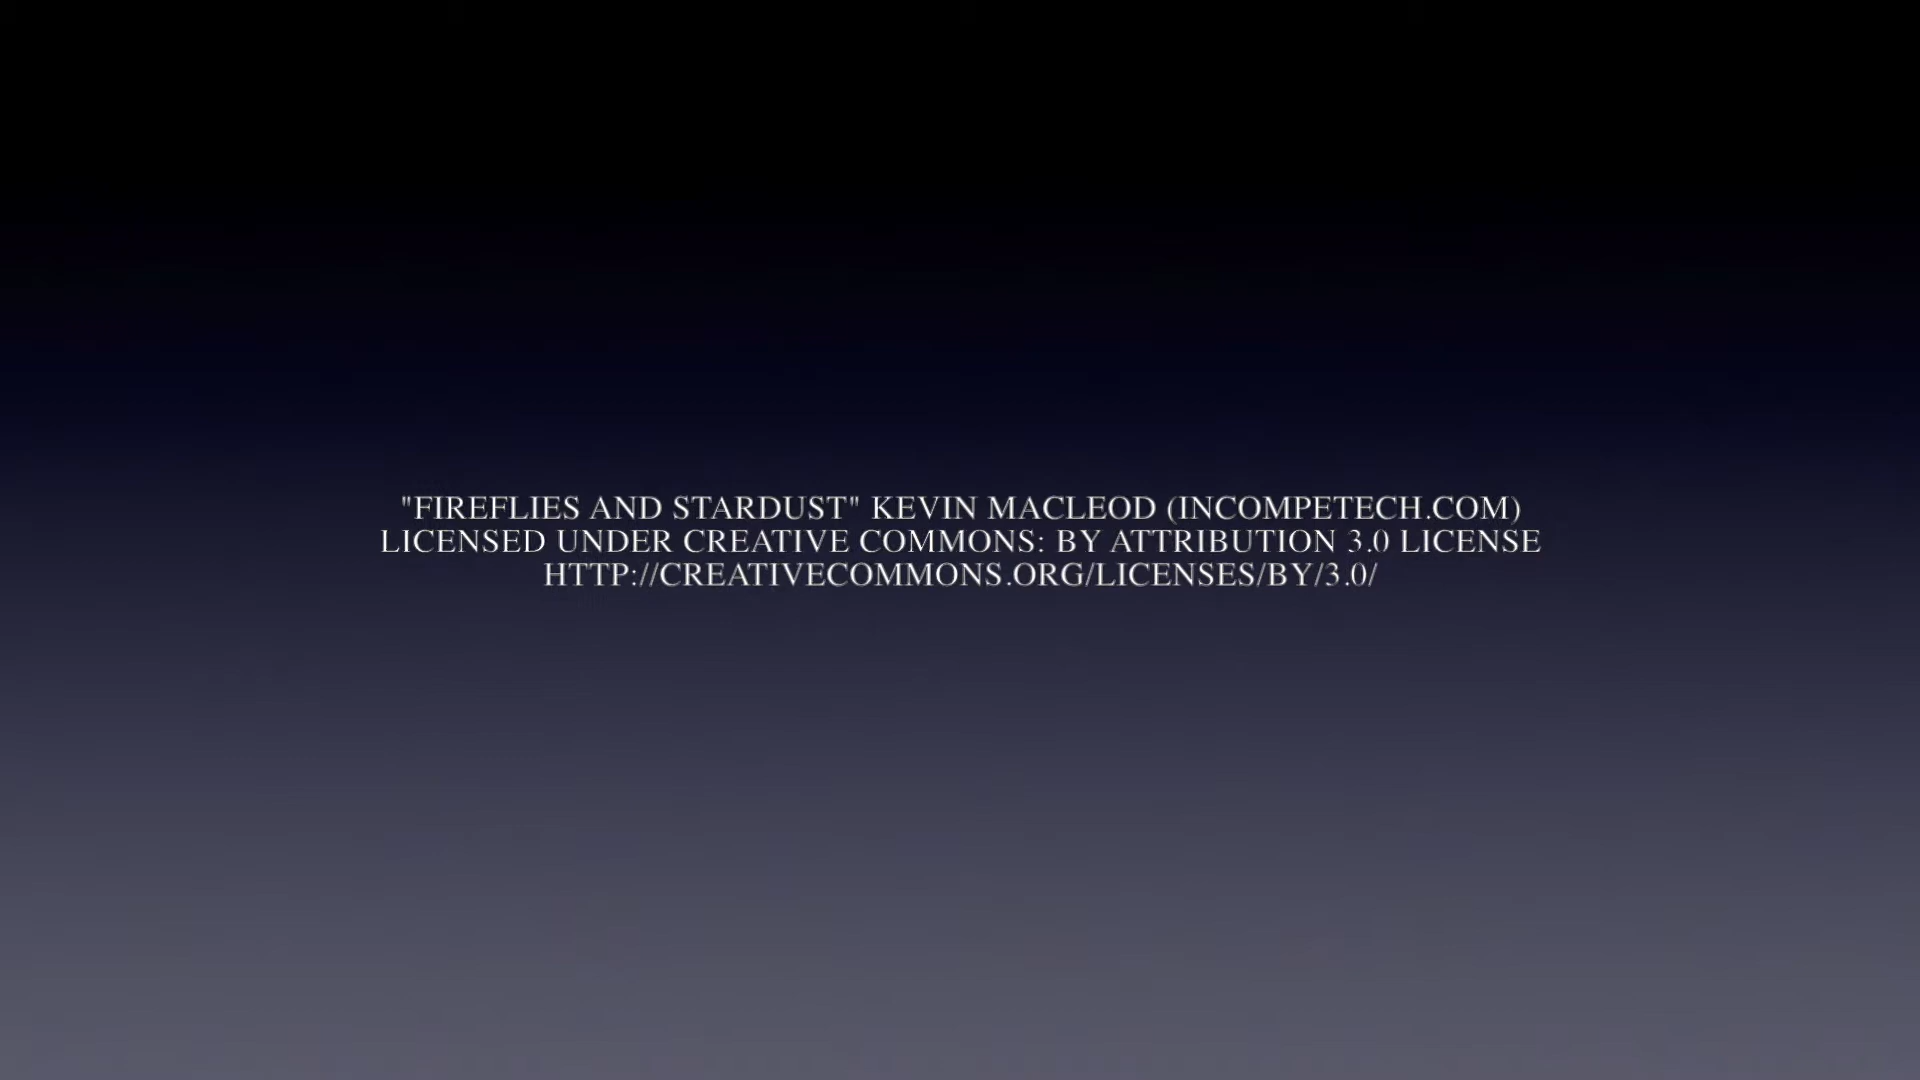 "FIREFLIES AND STARDUST" KEVIN MACLEOD (INCOMPETECH.COM)
LICENSED UNDER CREATIVE COMMONS: BY ATTRIBUTION 3.0 LICENSE
HTTP://CREATIVECOMMONS.ORG/LICENSES/BY/3.0/